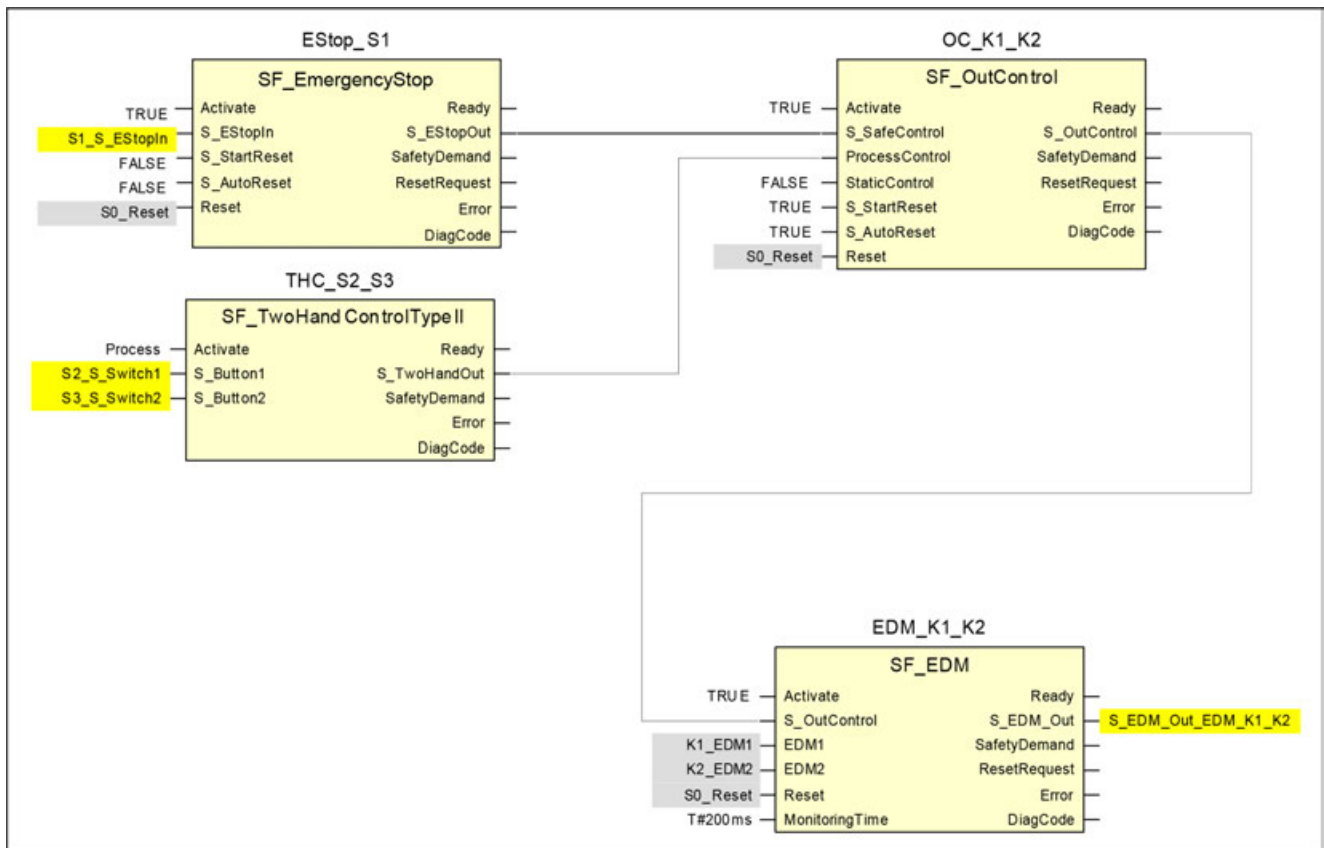 EStop_S1
SF_EmergencyStop
TRUE Activate Ready
S1_S_EStopIn S_EStopIn S_EStopOut
FALSE S_StartReset SafetyDemand
FALSE S_AutoReset ResetRequest
S0_Reset Reset Error
DiagCode
OC_K1_K2
SF_OutControl
TRUE Activate Ready
S_SafeControl S_OutControl
ProcessControl SafetyDemand
FALSE StaticControl ResetRequest
TRUE S_StartReset Error
TRUE S_AutoReset DiagCode
S0_Reset Reset
THC_S2_S3
SF_TwoHandControlTypeII
Process Activate Ready
S2_S_Switch1 S_Button1 S_TwoHandOut
S3_S_Switch2 S_Button2 SafetyDemand
Error
DiagCode
EDM_K1_K2
SF_EDM
TRUE Activate Ready
S_OutControl S_EDM_Out S_EDM_Out_EDM_K1_K2
K1_EDM1 EDM1 SafetyDemand
K2_EDM2 EDM2 ResetRequest
S0_Reset Reset Error
T#200ms MonitoringTime DiagCode